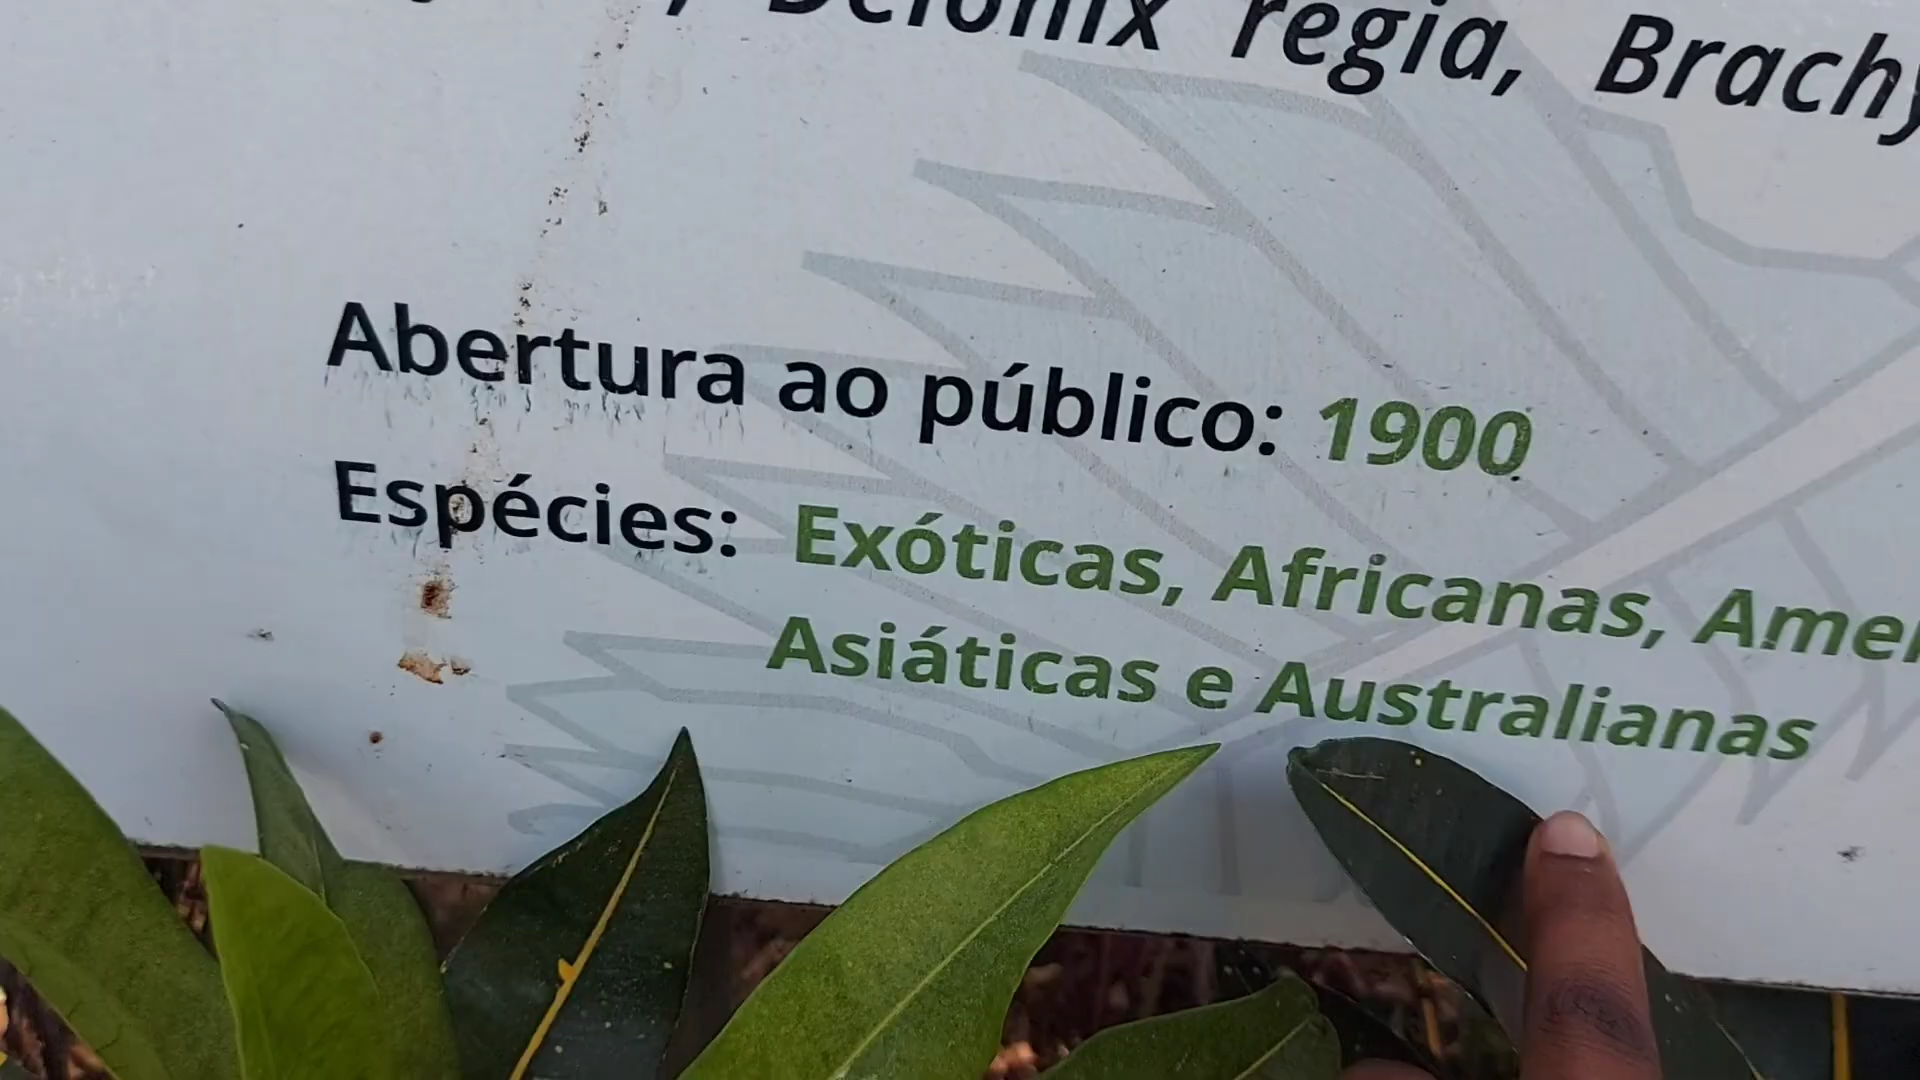 Delonix regia,
Abertura ao público: 1900
Espécies: Exóticas, Africanas,
Asiáticas e Australianas